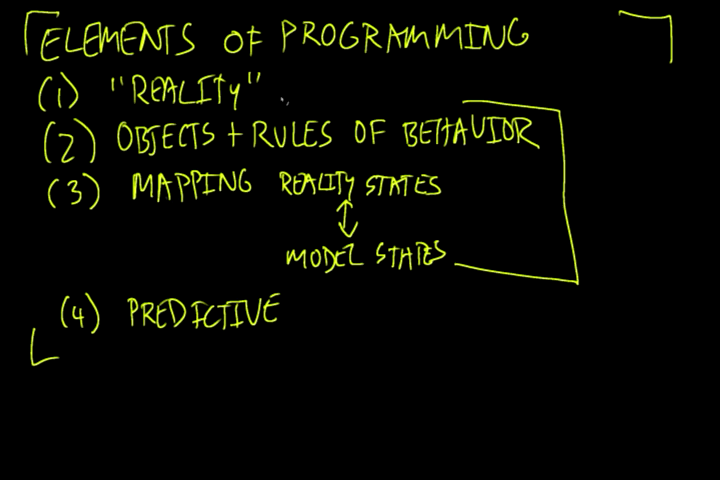 ELEMENTS OF PROGRAMMING
(1) "REALITY"
(2) OBJECTS + RULES OF BEHAVIOR
(3) MAPPING REALITY STATES
↕
MODEL STATES
(4) PREDICTIVE